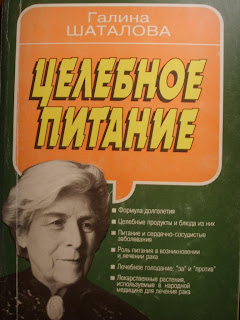 Галина
ШАТАЛОВА
ЦЕЛЕБНОЕ
ПИТАНИЕ
Формула долголетия
Целебные продукты и блюда из них
Питание и сердечно-сосудистые
заболевания
Роль питания в возникновении
и лечении рака
Лечебное голодание: "за" и "против"
Лекарственные растения,
используемые в народной
медицине для лечения рака